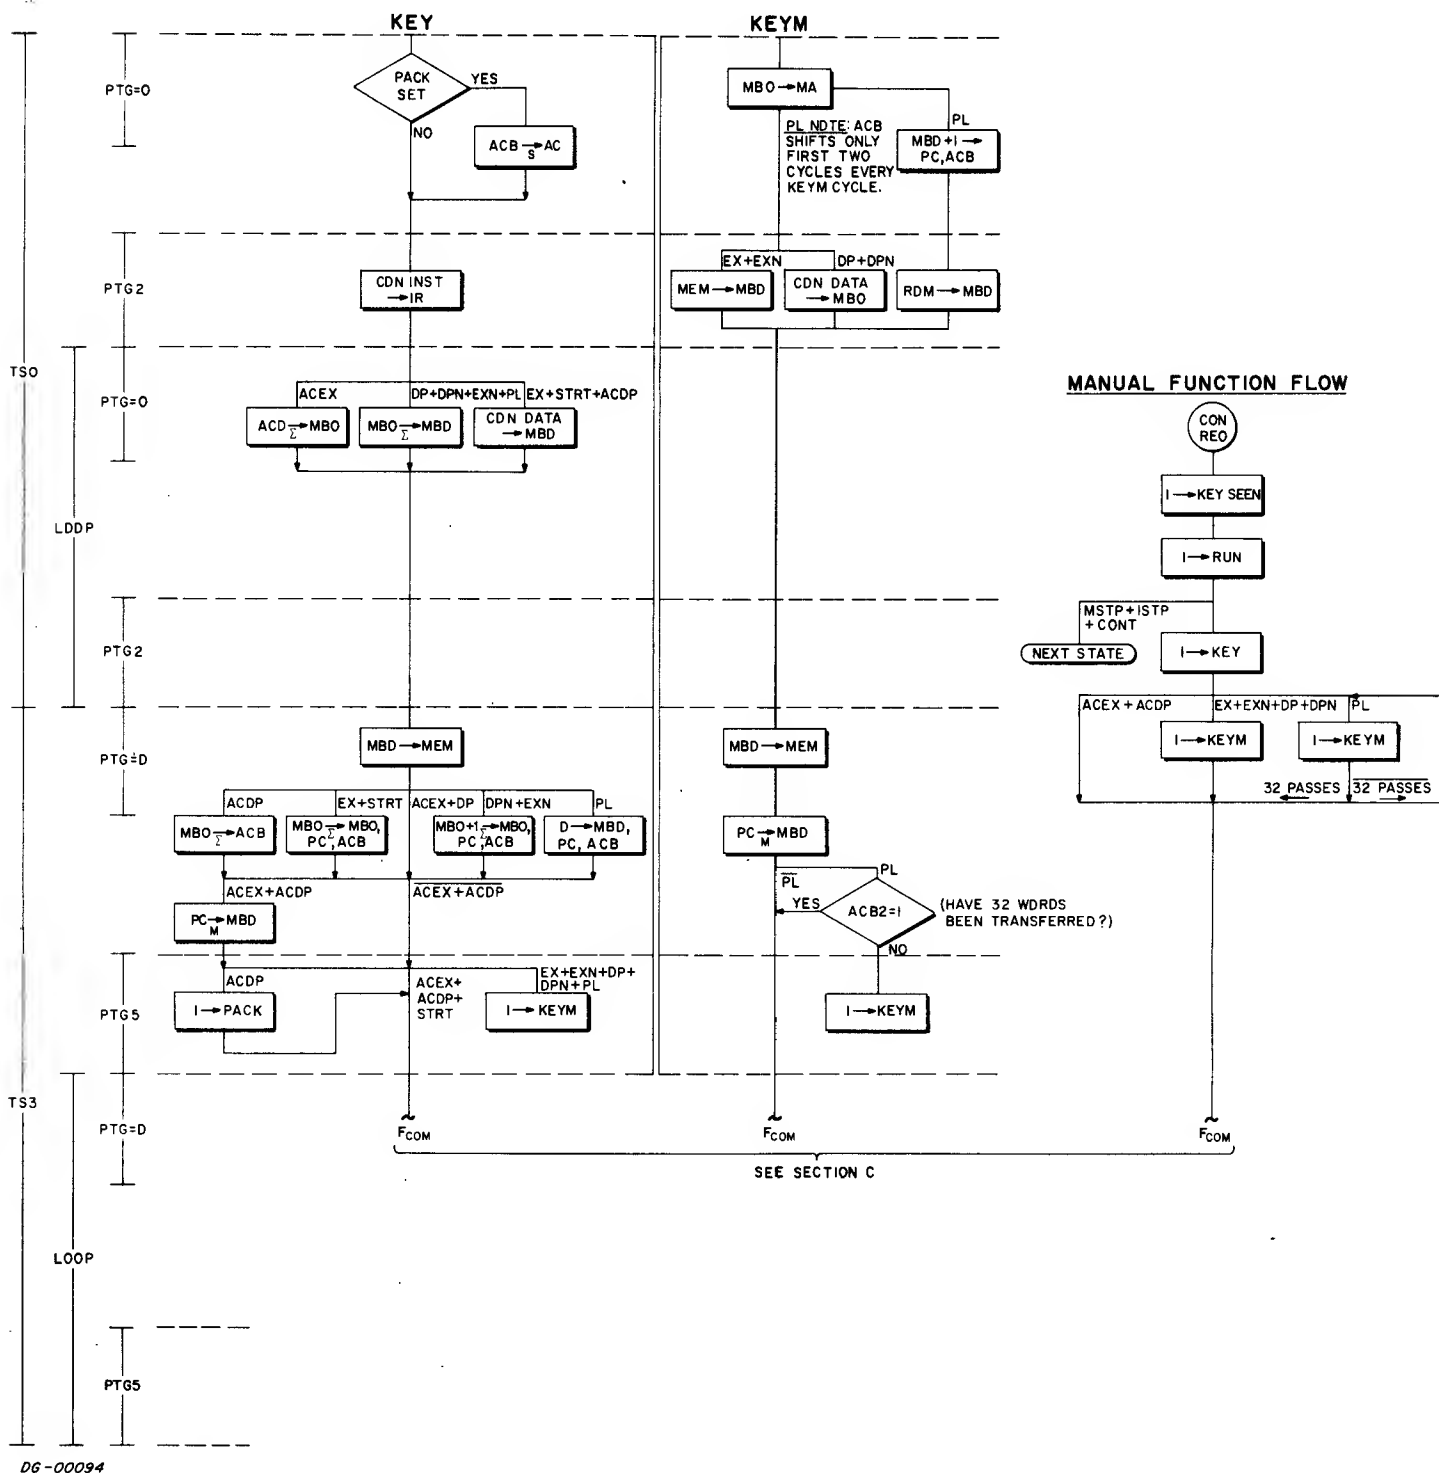 KEY
KEYM
PTG=0
PACK
SET
YES
NO
ACB → AC
S
MBO → MA
PL NDTE: ACB
SHIFTS ONLY
FIRST TWO
CYCLES EVERY
KEYM CYCLE.
PL
MBD+I →
PC, ACB
PTG2
CDN INST
→ IR
EX+EXN
DP+DPN
MEM → MBD
CDN DATA
→ MBO
RDM → MBD
TSO
LDDP
PTG=0
ACEX
DP+DPN+EXN+PL
EX+STRT+ACDP
ACD → MBO
Σ
MBO → MBD
Σ
CDN DATA
→ MBD
PTG2
MANUAL FUNCTION FLOW
CON
REO
I → KEY SEEN
I → RUN
MSTP+ISTP
+ CONT
NEXT STATE
I → KEY
ACEX + ACDP
EX+EXN+DP+DPN
PL
I → KEYM
I → KEYM
32 PASSES
32 PASSES
PTG=D
MBD → MEM
MBD → MEM
ACDP
EX+STRT
ACEX+DP
DPN+EXN
PL
MBO → ACB
Σ
MBO → MBO,
Σ
PC, ACB
MBO+1 → MBO,
Σ
PC, ACB
D → MBD,
PC, ACB
PC → MBD
M
ACEX+ACDP
ACEX+ACDP
PC → MBD
M
PL
PL
YES
ACB2=I
NO
(HAVE 32 WDRDS
BEEN TRANSFERRED?)
PTG5
ACDP
I → PACK
ACEX+
ACDP+
STRT
EX+EXN+DP+
DPN+PL
I → KEYM
I → KEYM
TS3
LOOP
PTG=D
FCOM
FCOM
FCOM
SEE SECTION C
PTG5
DG-00094